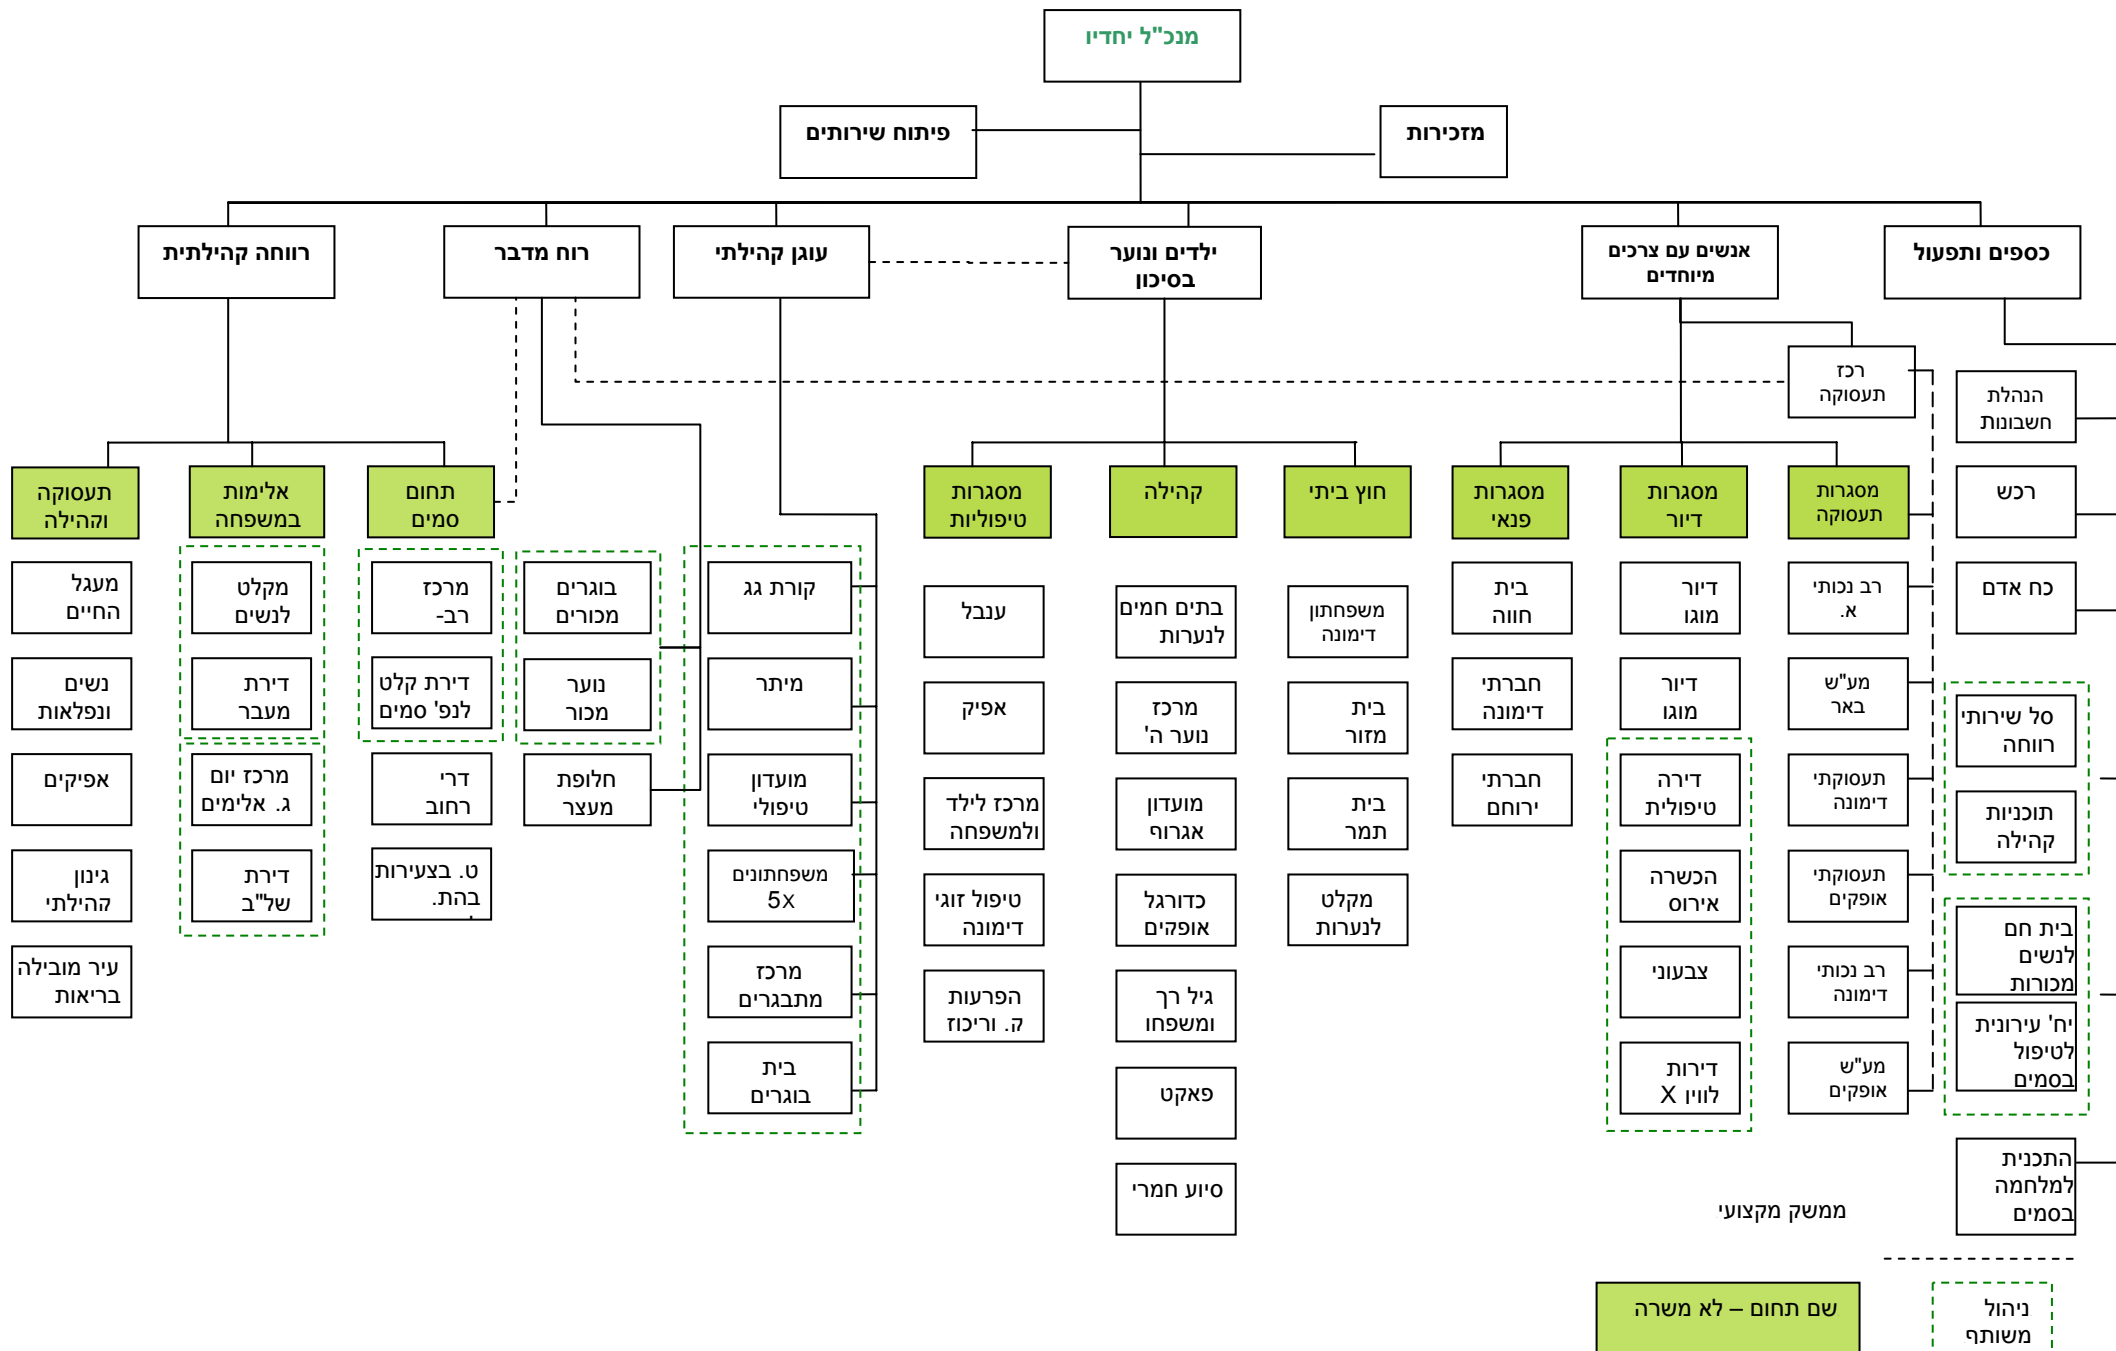 מנכ"ל יחדיו
מזכירות
פיתוח שירותים
כספים ותפעול
אנשים עם צרכים
מיוחדים
ילדים ונוער
בסיכון
עוגן קהילתי
רוח מדבר
רווחה קהילתית
רכז
תעסוקה
הנהלת
חשבונות
רכש
כח אדם
סל שירותי
רווחה
תוכניות
קהילה
בית חם
לנשים
מכורות
יח' עירונית
לטיפול
בסמים
התכנית
למלחמה
בסמים
מסגרות
תעסוקה
רב נכותי
א.
מע"ש
באר
תעסוקתי
דימונה
תעסוקתי
אופקים
רב נכותי
דימונה
מע"ש
אופקים
מסגרות
דיור
דיור
מוגו
דיור
מוגו
דירה
טיפולית
הכשרה
אירוס
צבעוני
דירות
לוויו X
מסגרות
פנאי
בית
חווה
חברתי
דימונה
חברתי
ירוחם
חוץ ביתי
משפחתון
דימונה
בית
מזור
בית
תמר
מקלט
לנערות
קהילה
בתים חמים
לנערות
מרכז
נוער ה'
מועדון
אגרוף
כדורגל
אופקים
גיל רך
ומשפחו
פאקט
סיוע חמרי
מסגרות
טיפוליות
ענבל
אפיק
מרכז לילד
ולמשפחה
טיפול זוגי
דימונה
הפרעות
ק. וריכוז
קורת גג
מיתר
מועדון
טיפולי
משפחתונים
5x
מרכז
מתבגרים
בית
בוגרים
בוגרים
מכורים
נוער
מכור
חלופת
מעצר
תחום
סמים
מרכז
רב-
דירת קלט
לנפ' סמים
דרי
רחוב
ט. בצעירות
בהת.
אלימות
במשפחה
מקלט
לנשים
דירת
מעבר
מרכז יום
ג. אלימים
דירת
של"ב
תעסוקה
וקהילה
מעגל
החיים
נשים
ונפלאות
אפיקים
גינון
קהילתי
עיר מובילה
בריאות
ממשק מקצועי
ניהול
משותף
שם תחום – לא משרה